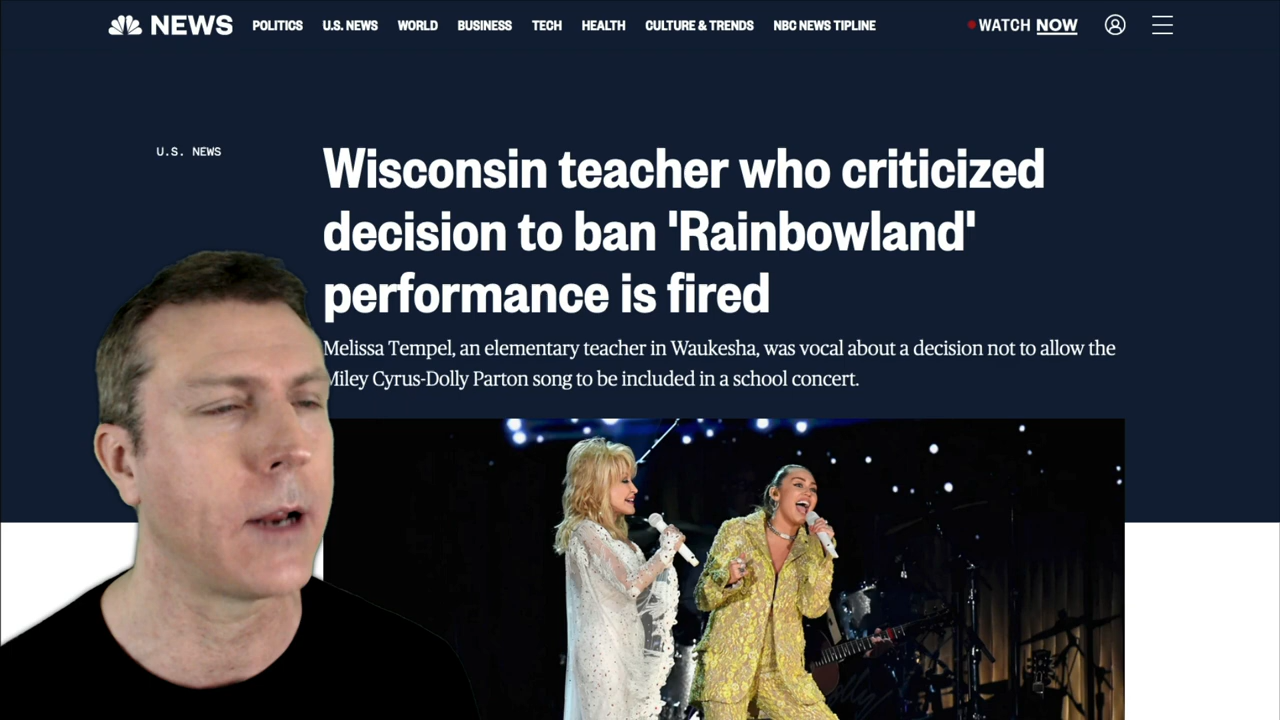 NEWS POLITICS U.S. NEWS WORLD BUSINESS TECH HEALTH CULTURE & TRENDS NBC NEWS TIPLINE WATCH NOW
U.S. NEWS
Wisconsin teacher who criticized
decision to ban 'Rainbowland'
performance is fired
Melissa Tempel, an elementary teacher in Waukesha, was vocal about a decision not to allow the
Miley Cyrus-Dolly Parton song to be included in a school concert.